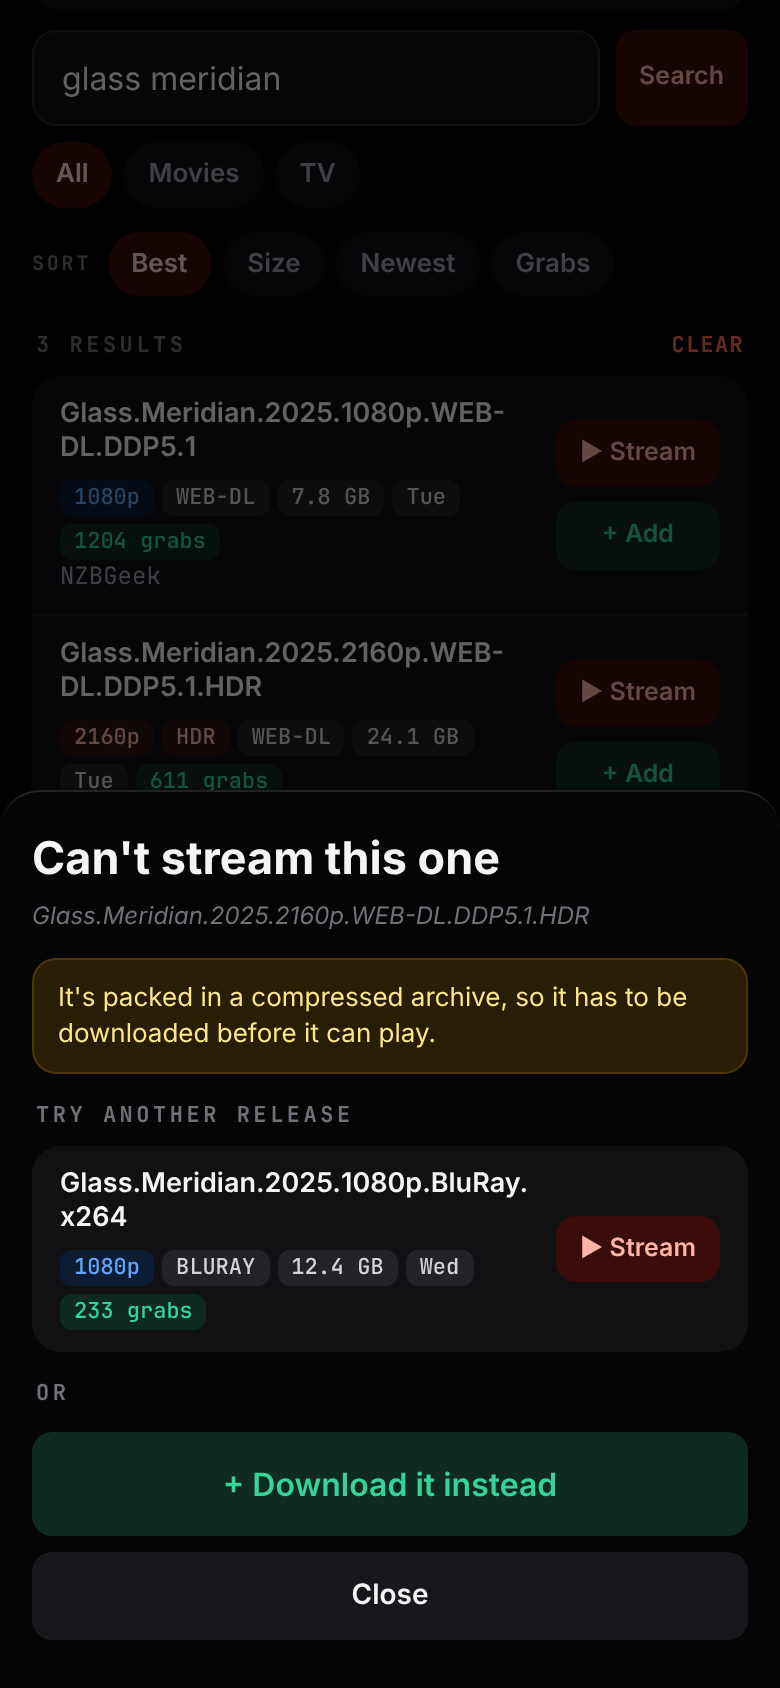 glass meridian
Search
All
Movies
TV
SORT
Best
Size
Newest
Grabs
3 RESULTS
CLEAR
Glass.Meridian.2025.1080p.WEB-
DL.DDP5.1
▶ Stream
1080p
WEB-DL
7.8 GB
Tue
+ Add
1204 grabs
NZBGeek
Glass.Meridian.2025.2160p.WEB-
DL.DDP5.1.HDR
▶ Stream
2160p
HDR
WEB-DL
24.1 GB
+ Add
Tue
611 grabs
Can't stream this one
Glass.Meridian.2025.2160p.WEB-DL.DDP5.1.HDR
It's packed in a compressed archive, so it has to be
downloaded before it can play.
TRY ANOTHER RELEASE
Glass.Meridian.2025.1080p.BluRay.
x264
▶ Stream
1080p
BLURAY
12.4 GB
Wed
233 grabs
OR
+ Download it instead
Close